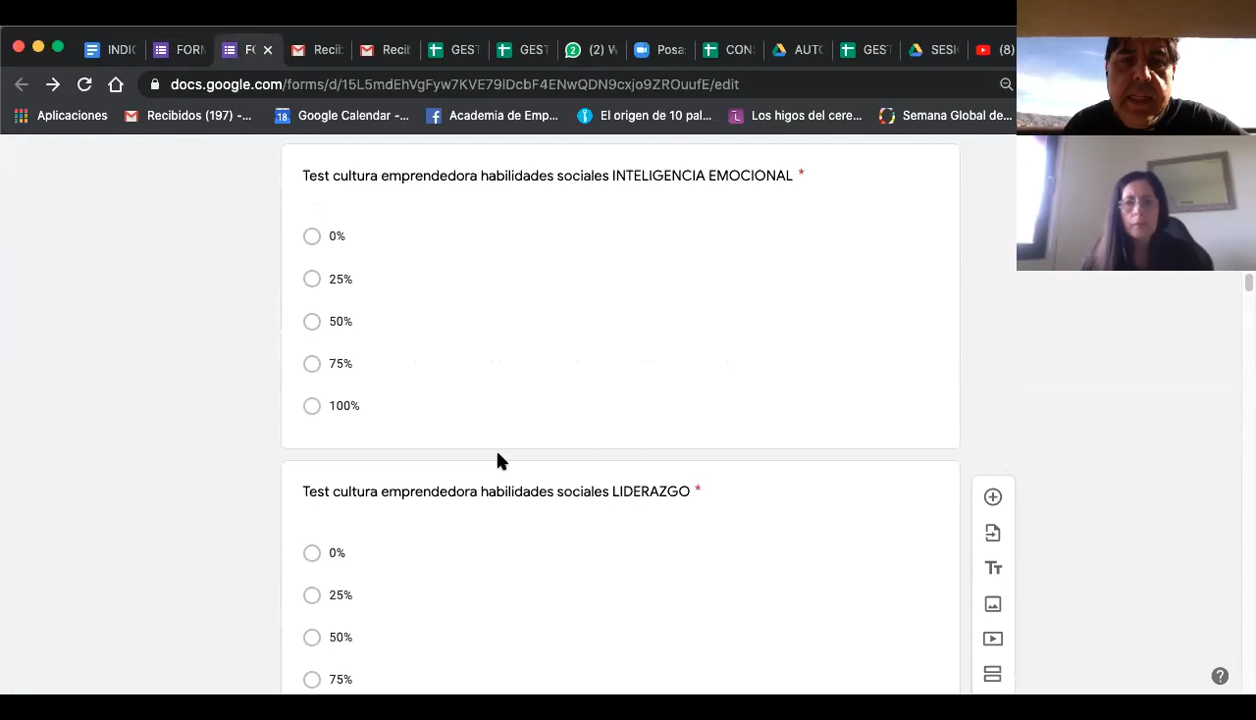 INDIC
FORM
FO
Recib
Recib
GEST
GEST
(2) W
Posa
CON
AUTO
GEST
SESI
(8)
docs.google.com/forms/d/15L5mdEhVgFyw7KVE79lDcbF4ENwQDN9cxjo9ZROuufE/edit
Aplicaciones
Recibidos (197) -...
Google Calendar -...
Academia de Emp...
El origen de 10 pal...
Los higos del cere...
Semana Global de...
Test cultura emprendedora habilidades sociales INTELIGENCIA EMOCIONAL *
0%
25%
50%
75%
100%
Test cultura emprendedora habilidades sociales LIDERAZGO *
0%
25%
50%
75%